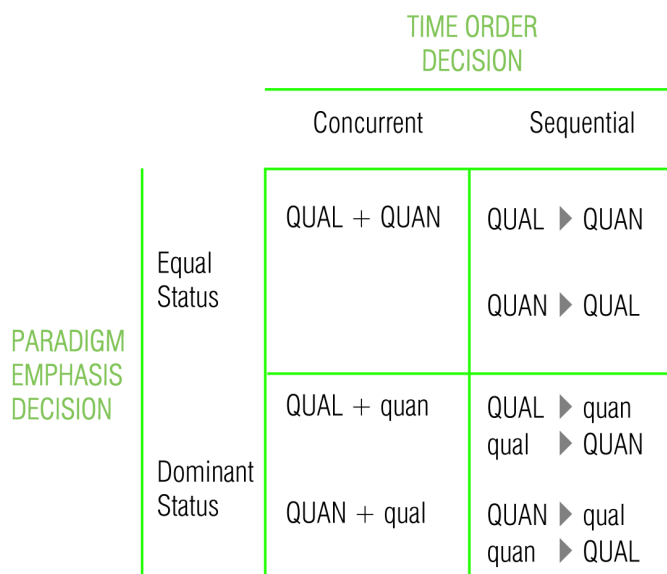 TIME ORDER
DECISION
Concurrent
Sequential
PARADIGM
EMPHASIS
DECISION
Equal
Status
QUAL + QUAN
QUAL ▶ QUAN
QUAN ▶ QUAL
Dominant
Status
QUAL + quan
QUAN + qual
QUAL ▶ quan
qual ▶ QUAN
QUAN ▶ qual
quan ▶ QUAL